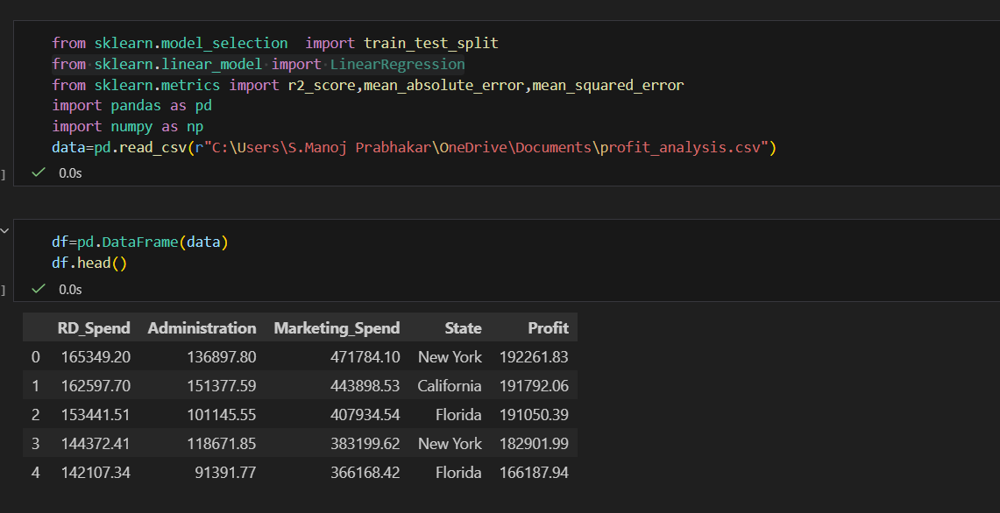 from sklearn.model_selection  import train_test_split
from sklearn.linear_model import LinearRegression
from sklearn.metrics import r2_score,mean_absolute_error,mean_squared_error
import pandas as pd
import numpy as np
data=pd.read_csv(r"C:\Users\S.Manoj Prabhakar\OneDrive\Documents\profit_analysis.csv")
] 0.0s
df=pd.DataFrame(data)
df.head()
] 0.0s
RD_Spend Administration Marketing_Spend State Profit
0 165349.20 136897.80 471784.10 New York 192261.83
1 162597.70 151377.59 443898.53 California 191792.06
2 153441.51 101145.55 407934.54 Florida 191050.39
3 144372.41 118671.85 383199.62 New York 182901.99
4 142107.34 91391.77 366168.42 Florida 166187.94